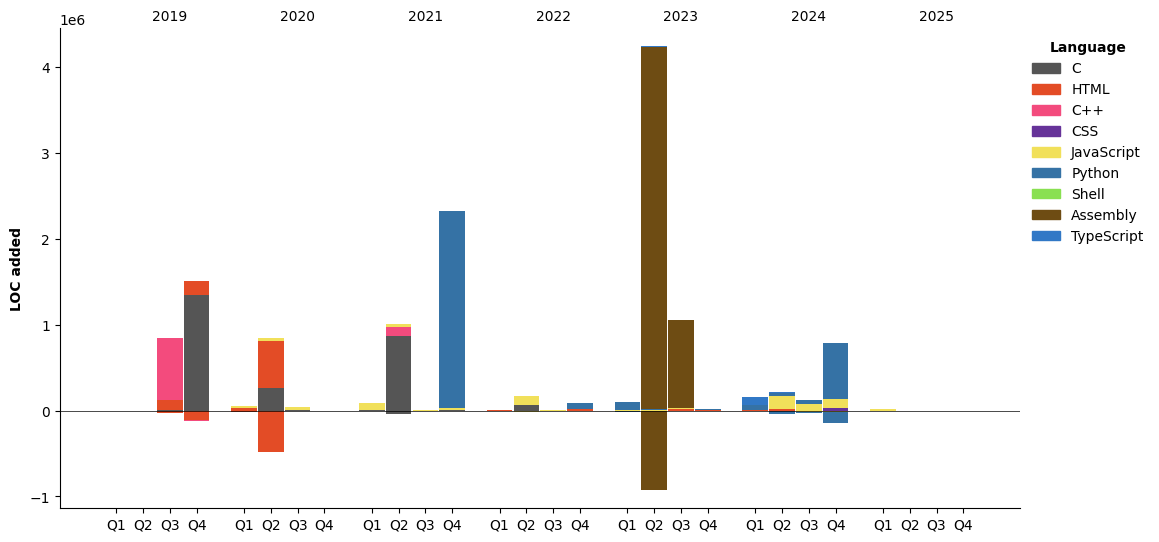 1e6
2019 2020 2021 2022 2023 2024 2025
Language
C
HTML
C++
CSS
JavaScript
Python
Shell
Assembly
TypeScript
LOC added
4
3
2
1
0
−1
Q1 Q2 Q3 Q4 Q1 Q2 Q3 Q4 Q1 Q2 Q3 Q4 Q1 Q2 Q3 Q4 Q1 Q2 Q3 Q4 Q1 Q2 Q3 Q4 Q1 Q2 Q3 Q4